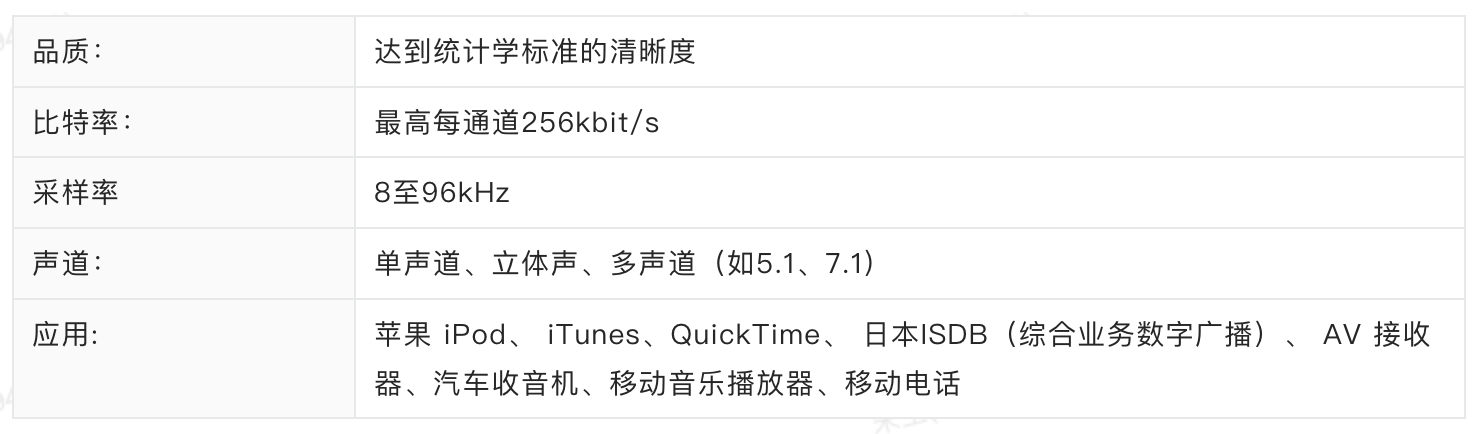 品质： 达到统计学标准的清晰度
比特率： 最高每通道256kbit/s
采样率 8至96kHz
声道： 单声道、立体声、多声道（如5.1、7.1）
应用: 苹果 iPod、 iTunes、QuickTime、 日本ISDB（综合业务数字广播）、 AV 接收
器、汽车收音机、移动音乐播放器、移动电话